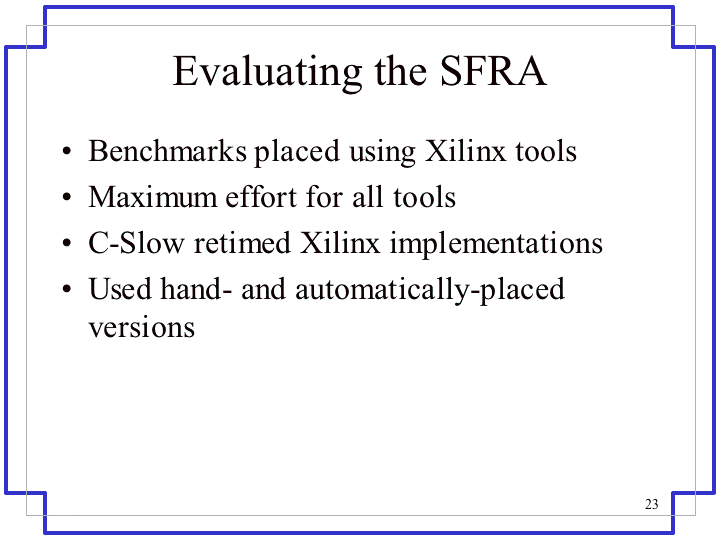 Evaluating the SFRA
• Benchmarks placed using Xilinx tools
• Maximum effort for all tools
• C-Slow retimed Xilinx implementations
• Used hand- and automatically-placed
versions
23